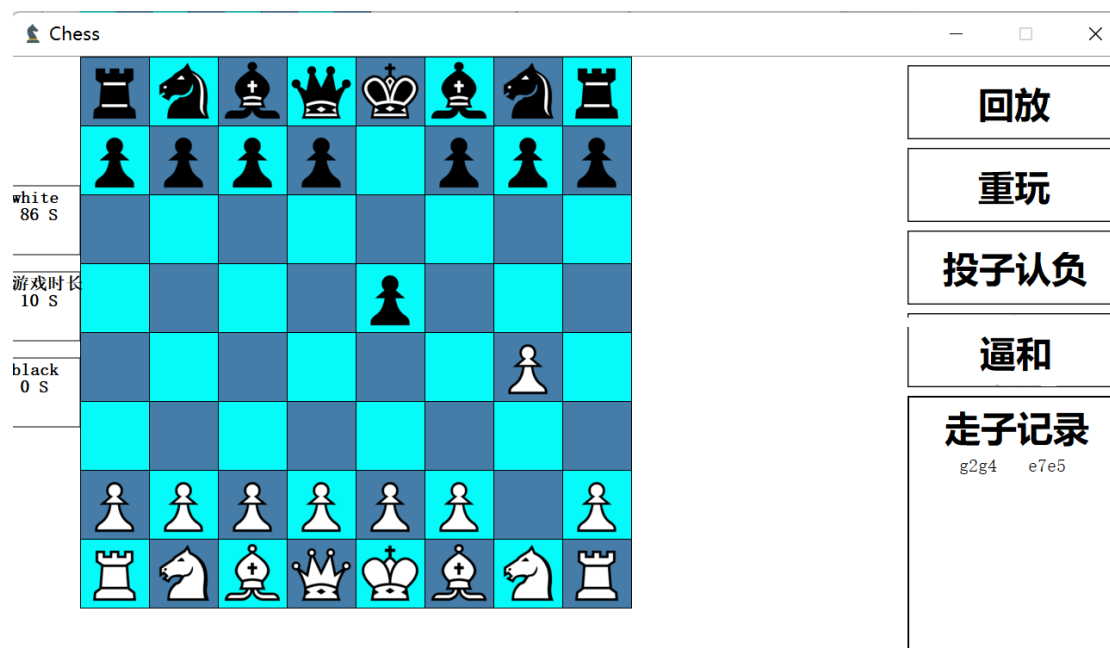 Chess
white
86 S
游戏时长
10 S
black
0 S
回放
重玩
投子认负
逼和
走子记录
g2g4 e7e5